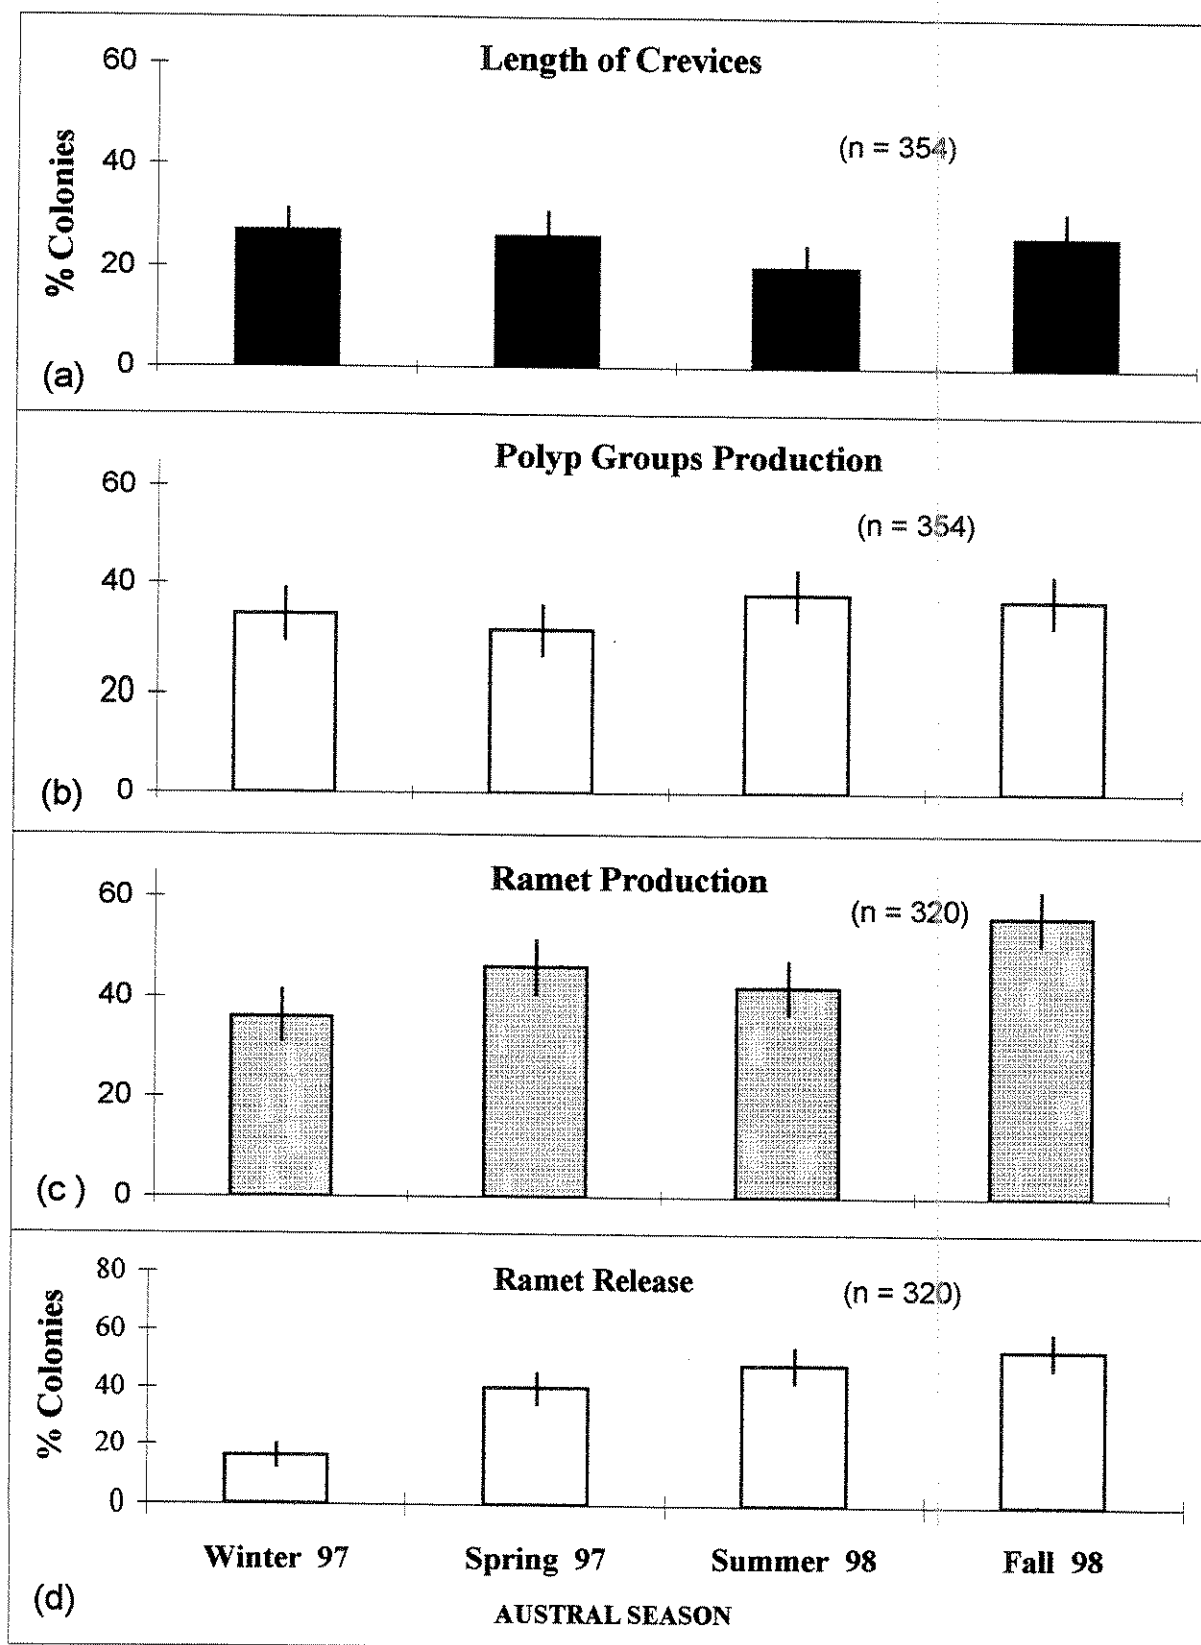 Length of Crevices
60
(n = 354)
40
% Colonies
20
0
(a)
Polyp Groups Production
60
(n = 354)
40
20
0
(b)
Ramet Production
60
(n = 320)
40
20
0
(c)
80
Ramet Release
(n = 320)
60
% Colonies
40
20
0
Winter 97 Spring 97 Summer 98 Fall 98
(d)
AUSTRAL SEASON